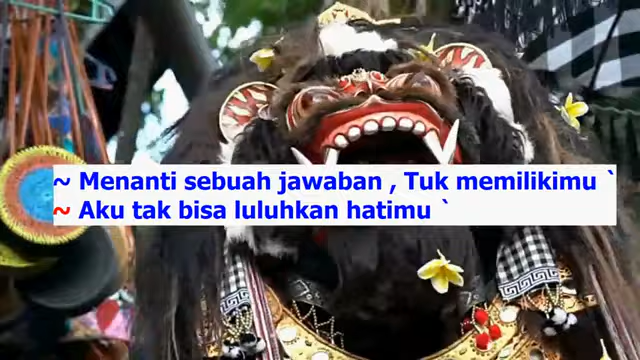 ~ Menanti sebuah jawaban , Tuk memilikimu `
~ Aku tak bisa luluhkan hatimu `